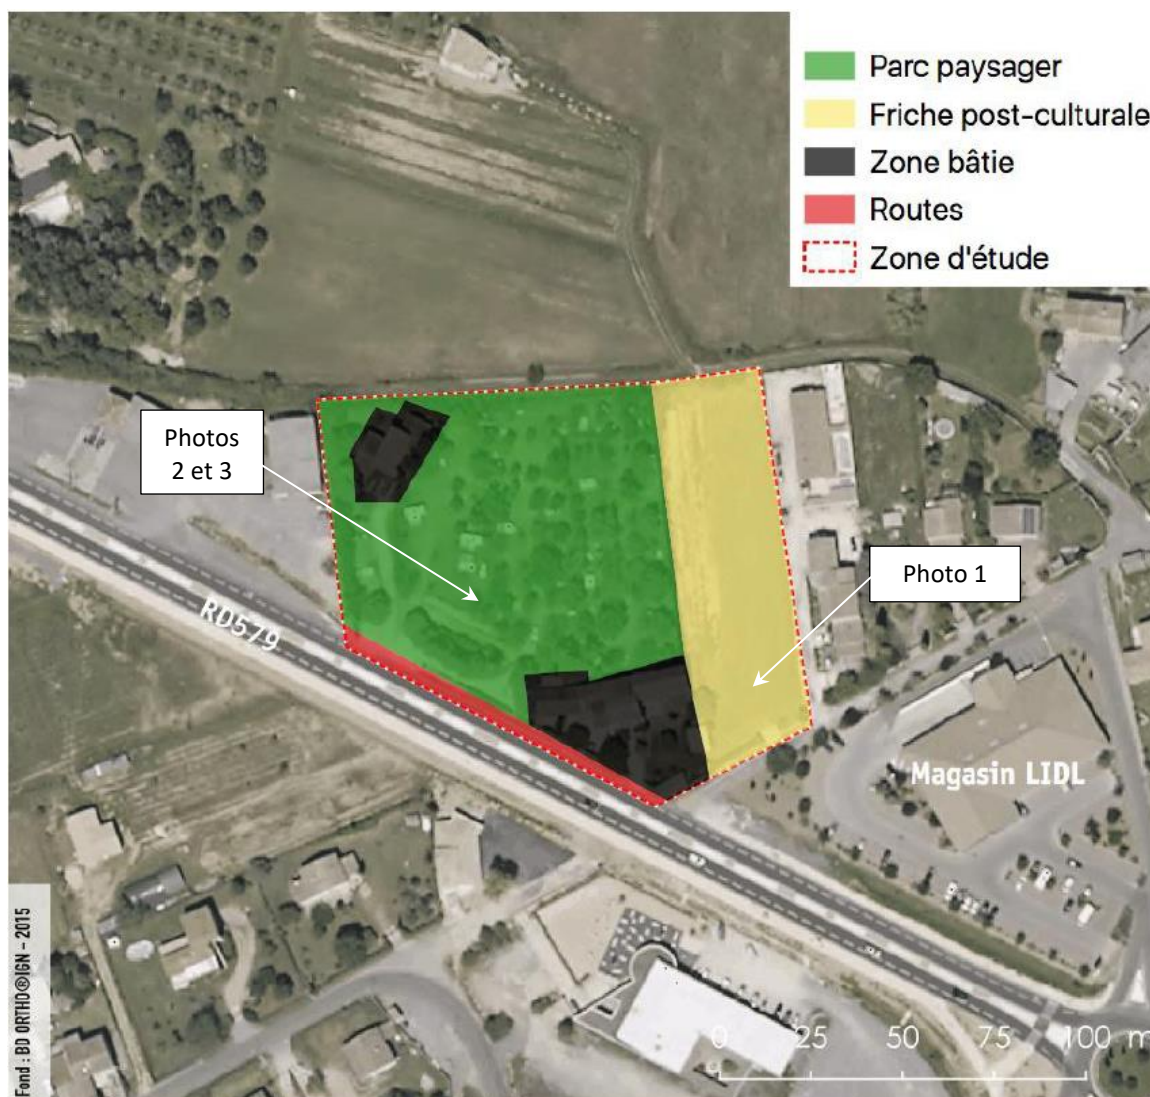 Parc paysager
Friche post-culturale
Zone bâtie
Routes
Zone d'étude
Photos
2 et 3
Photo 1
RD579
Magasin LIDL
Fond : BD ORTHO®IGN - 2015
0 25 50 75 100 m